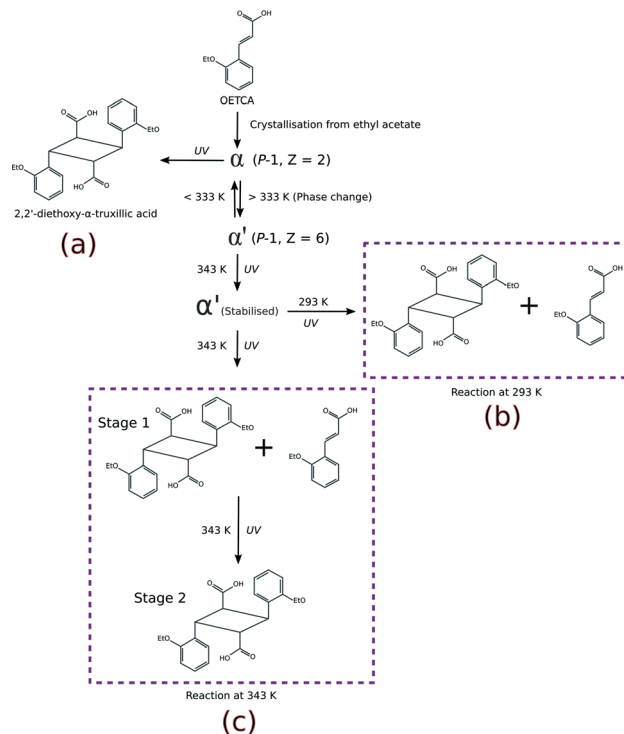 O
OH
EtO
OETCA
Crystallisation from ethyl acetate
O
OH
EtO
EtO
HO
O
2,2'-diethoxy-α-truxillic acid
(a)
UV
α (P-1, Z = 2)
< 333 K
> 333 K (Phase change)
α' (P-1, Z = 6)
343 K UV
α' (Stabilised)
293 K
UV
343 K UV
O
OH
EtO
EtO
HO
O
+
O
OH
EtO
Reaction at 293 K
(b)
Stage 1
O
OH
EtO
EtO
HO
O
+
O
OH
EtO
343 K UV
Stage 2
O
OH
EtO
EtO
HO
O
Reaction at 343 K
(c)